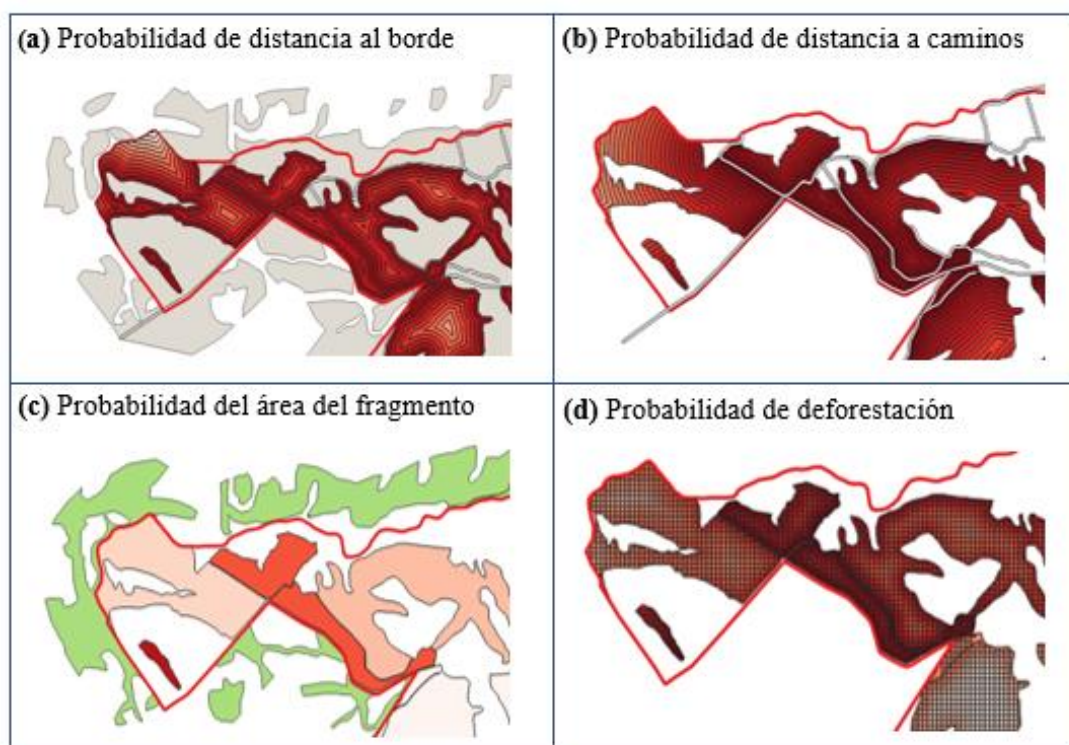 (a) Probabilidad de distancia al borde
(b) Probabilidad de distancia a caminos
(c) Probabilidad del área del fragmento
(d) Probabilidad de deforestación